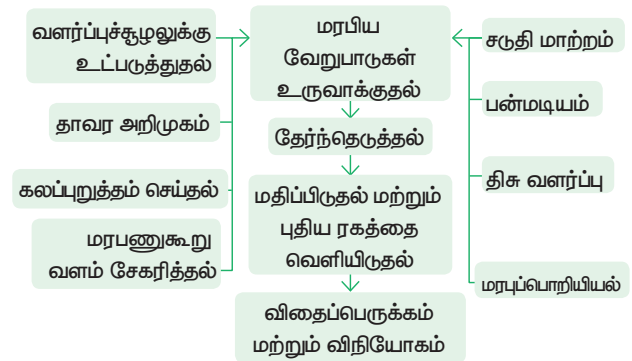 வளர்ப்புச்சூழலுக்கு
உட்படுத்துதல்
தாவர அறிமுகம்
கலப்புறுத்தம் செய்தல்
மரபணுகூறு
வளம் சேகரித்தல்
மரபிய
வேறுபாடுகள்
உருவாக்குதல்
தேர்ந்தெடுத்தல்
மதிப்பிடுதல் மற்றும்
புதிய ரகத்தை
வெளியிடுதல்
விதைப்பெருக்கம்
மற்றும் விநியோகம்
சடுதி மாற்றம்
பன்மடியம்
திசு வளர்ப்பு
மரபுப்பொறியியல்